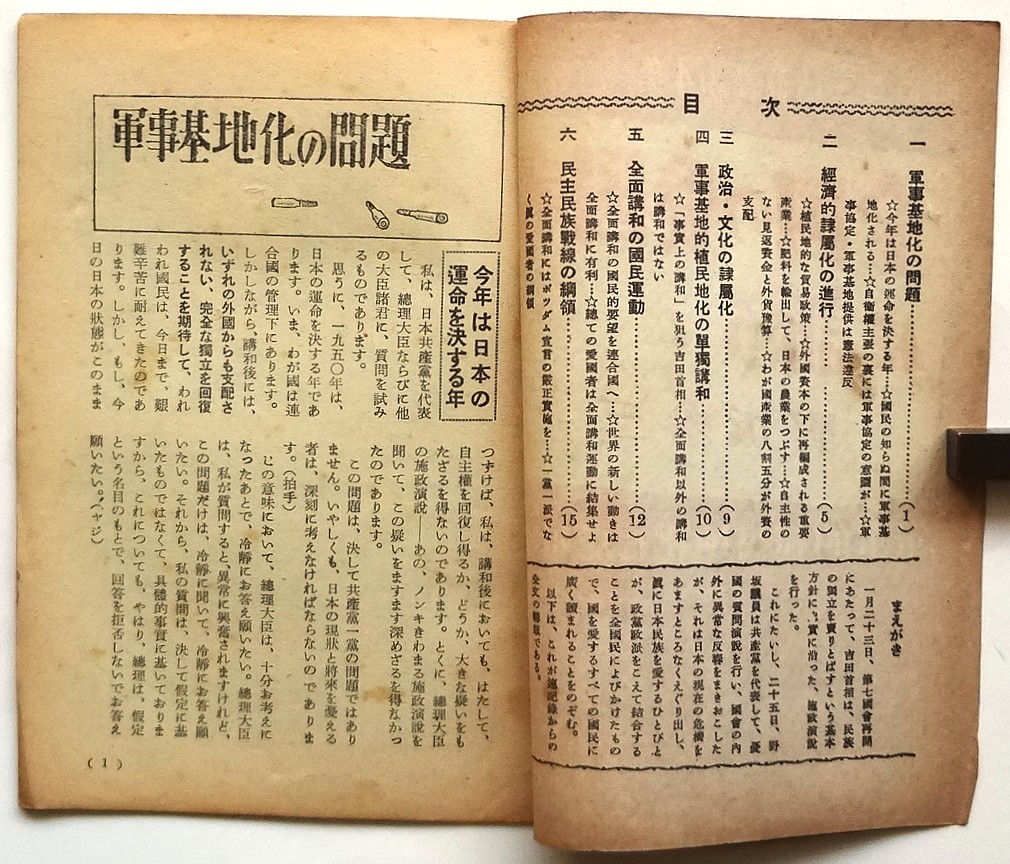 目　次
一　軍事基地化の問題…………(1)
☆今年は日本の運命を決する年…☆國民の知らぬ間に軍事基
地化される…☆自衞權主張の裏には軍事協定の意圖が…☆軍
事協定・軍事基地提供は憲法違反
二　經濟的隷屬化の進行…………(5)
☆植民地的な貿易政策…☆外國資本の下に再編成される重要
產業…☆肥料を輸出して、日本の農業をつぶす…☆自主性の
ない見返資金と外貨豫算…☆わが國產業の八割五分が外資の
支配
三　政治・文化の隷屬化…………(9)
四　軍事基地的植民地化の單獨講和…………(10)
☆「事實上の講和」を狙う吉田首相…☆全面講和以外の講和
は講和ではない
五　全面講和の國民運動…………(12)
☆全面講和の國民的要望を連合國へ…☆世界の新しい動きは
全面講和に有利…☆總ての愛國者は全面講和運動に結集せよ
六　民主民族戰線の綱領…………(15)
☆全面講和にはポツダム宣言の嚴正實施を…☆一黨一派でな
く眞の愛國者の綱領
まえがき
一月二十三日、第七國會再開
にあたって、吉田首相は、民族
の獨立を賣りとばすという基本
方針に忠實に沿った、施政演說
を行った。
これにたいし、二十五日、野
坂議員は共產黨を代表して、憂
國の質問演說を行い、國會の內
外に異常な反響をまきおこした
が、それは日本の現在の危機を
あますところなくえぐり出し、
眞に日本民族を愛するひとびと
が、政黨政派をこえて結合する
ことを全國民によびかけたもの
で、國を愛するすべての國民に
廣く讀まれることをのぞむ。
以下は、これが速記錄からの
全文の轉載である。
軍事基地化の問題
今年は日本の
運命を決する年
私は、日本共產黨を代表
して、總理大臣ならびに他
の大臣諸君に、質問を試み
るものであります。
思うに、一九五〇年は、
日本の運命を決する年であ
ります。いま、わが國は連
合國の管理下にあります。
しかしながら、講和後には、
いずれの外國からも支配さ
れない、完全な獨立を回復
することを期待して、われ
われ國民は、今日まで、艱
難辛苦に耐えてきたのであ
ります。しかし、もし、今
日の日本の狀態がこのまま
つずけば、私は、講和後においても、はたして、
自主權を回復し得るか、どうか、大きな疑いをも
たざるを得ないのであります。とくに、總理大臣
の施政演說——あの、ノンキきわまる施政演說を
聞いて、この疑いをますます深めざるを得なかっ
たのであります。
この問題は、決して共產黨一黨の問題ではあり
ません。いやしくも、日本の現狀と將來を憂える
者は、深刻に考えなければならないのでありま
す。(拍手)
この意味において、總理大臣は、十分お考えに
なったあとで、冷靜にお答え願いたい。總理大臣
は、私が質問すると、異常に興奮されますけれど、
この問題だけは、冷靜に聞いて、冷靜にお答え願
いたい。それから、私の質問は、決して假定に基
いたものではなくて、具體的事實に基いておりま
すから、これについても、やはり、總理は、假定
という名目のもとで、回答を拒否しないでお答え
願いたい。(ヤジ)
(1)